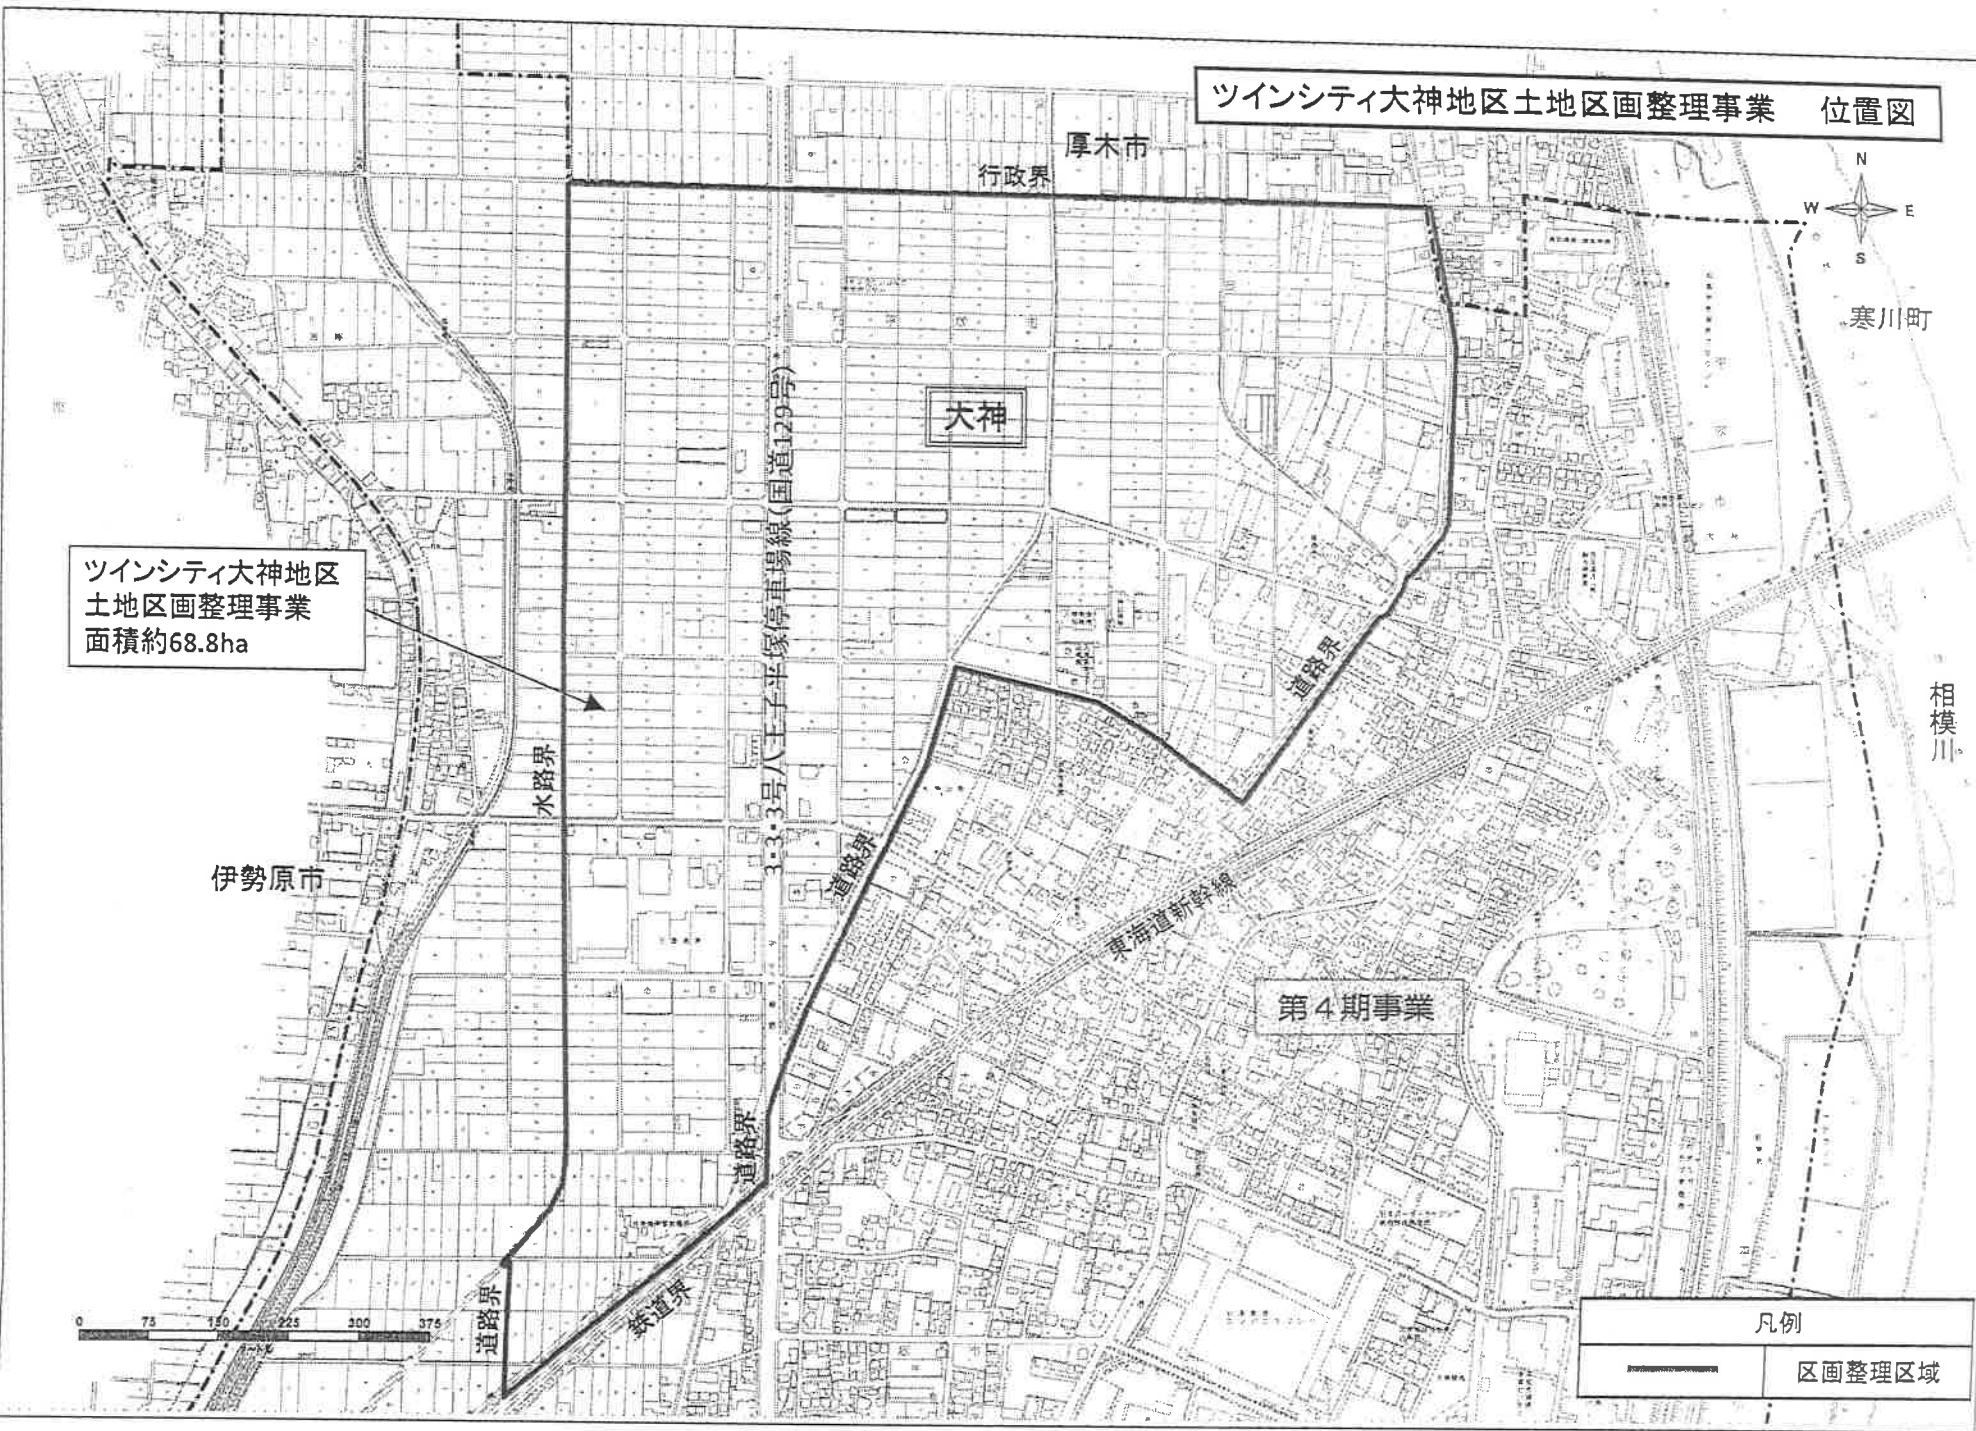 ツインシティ大神地区土地区画整理事業　位置図
厚木市
行政界
N
W
E
S
寒川町
大神
3・3・3号八王子平塚停車場線(国道129号)
ツインシティ大神地区
土地区画整理事業
面積約68.8ha
道路界
相模川
水路界
伊勢原市
道路界
東海道新幹線
第4期事業
道路界
道路界
鉄道界
0 75 150 225 300 375
凡例
区画整理区域